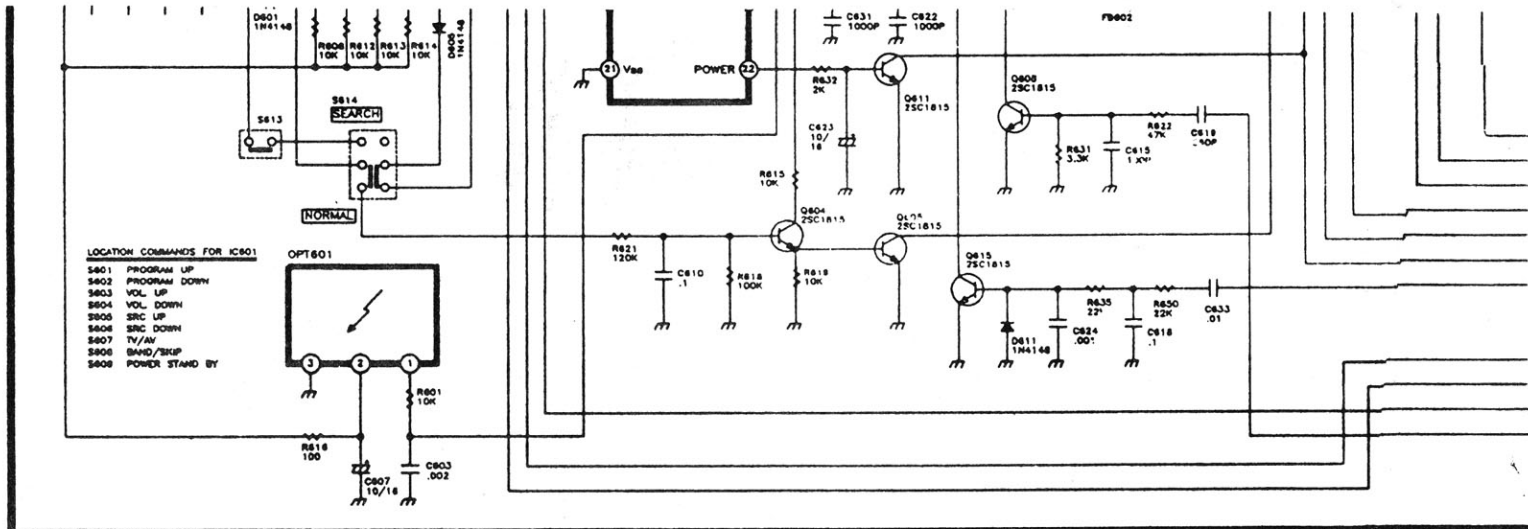 D601
1N4148
R608
10K
R612
10K
R613
10K
R614
10K
1N4148
C631
1000P
C622
1000P
FB602
21 Vss
POWER 22
R632
2K
Q611
2SC1815
C623
10/
16
Q608
2SC1815
R631
3.3K
C615
R622
47K
C619
S614
SEARCH
S613
NORMAL
R615
10K
Q604
2SC1815
2SC1815
R621
120K
C610
.1
R618
100K
R619
10K
Q615
2SC1815
D611
1N4148
C624
.001
R635
C618
.1
R650
22K
C633
.01
LOCATION COMMANDS FOR IC601
S601 PROGRAM UP
S602 PROGRAM DOWN
S603 VOL UP
S604 VOL DOWN
S605 SRC UP
S606 SRC DOWN
S607 TV/AV
S608 BAND/SKIP
S609 POWER STAND BY
OPT601
3 2 1
R601
10K
R616
100
C607
10/16
C603
.002